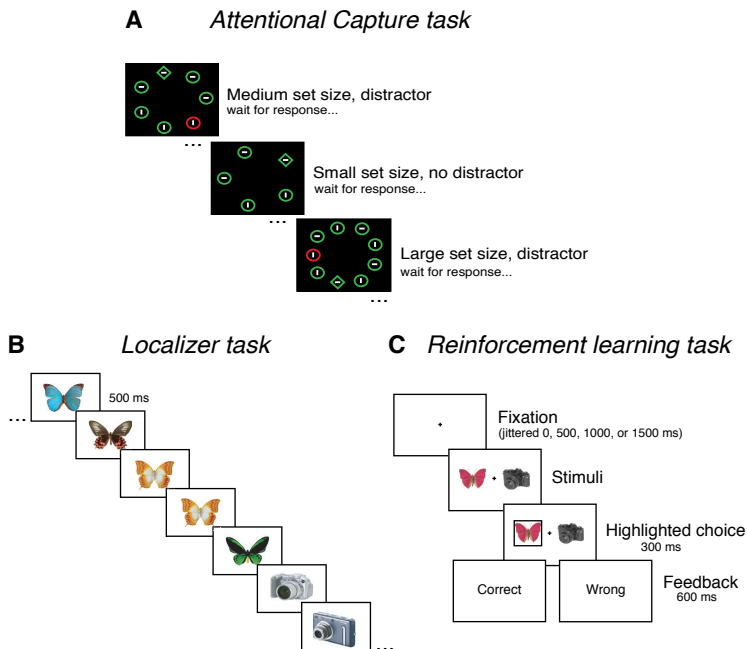 A Attentional Capture task
Medium set size, distractor
wait for response...
...
Small set size, no distractor
wait for response...
...
Large set size, distractor
wait for response...
...
B Localizer task
...
500 ms
...
C Reinforcement learning task
Fixation
(jittered 0, 500, 1000, or 1500 ms)
Stimuli
Highlighted choice
300 ms
Correct
Wrong
Feedback
600 ms